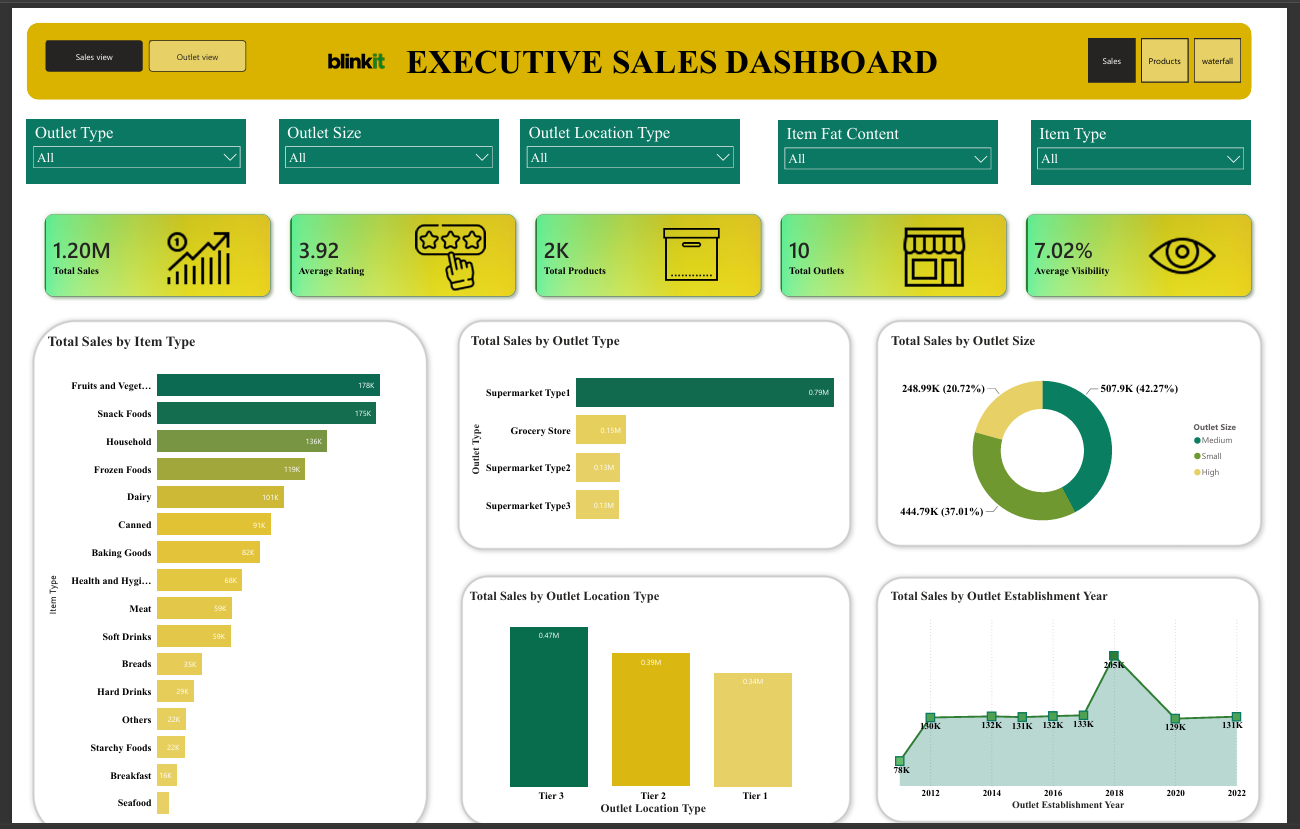 Sales view
Outlet view
blinkit
EXECUTIVE SALES DASHBOARD
Sales
Products
waterfall
Outlet Type
All
Outlet Size
All
Outlet Location Type
All
Item Fat Content
All
Item Type
All
1.20M
Total Sales
1
3.92
Average Rating
2K
Total Products
10
Total Outlets
7.02%
Average Visibility
Total Sales by Item Type
Item Type
Fruits and Veget... 178K
Snack Foods 175K
Household 136K
Frozen Foods 119K
Dairy 101K
Canned 91K
Baking Goods 82K
Health and Hygi... 68K
Meat 59K
Soft Drinks 59K
Breads 35K
Hard Drinks 29K
Others 22K
Starchy Foods 22K
Breakfast 16K
Seafood
Total Sales by Outlet Type
Outlet Type
Supermarket Type1 0.79M
Grocery Store 0.15M
Supermarket Type2 0.13M
Supermarket Type3 0.13M
Total Sales by Outlet Size
248.99K (20.72%)
507.9K (42.27%)
444.79K (37.01%)
Outlet Size
Medium
Small
High
Total Sales by Outlet Location Type
0.47M
0.39M
0.34M
Tier 3 Tier 2 Tier 1
Outlet Location Type
Total Sales by Outlet Establishment Year
78K 130K 132K 131K 132K 133K 205K 129K 131K
2012 2014 2016 2018 2020 2022
Outlet Establishment Year